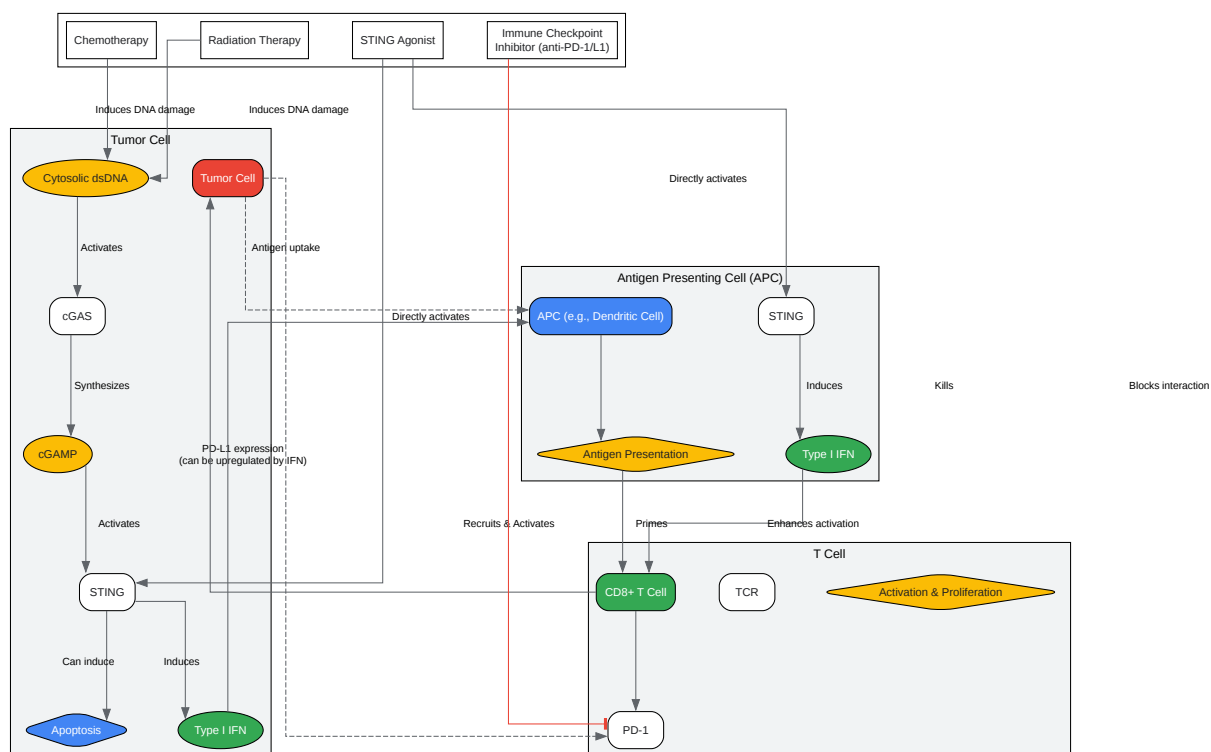 Chemotherapy
Radiation Therapy
STING Agonist
Immune Checkpoint
Inhibitor (anti-PD-1/L1)
Induces DNA damage
Induces DNA damage
Tumor Cell
Cytosolic dsDNA
Tumor Cell
Directly activates
Activates
Antigen uptake
Antigen Presenting Cell (APC)
cGAS
Directly activates
APC (e.g., Dendritic Cell)
STING
Synthesizes
Induces
Kills
Blocks interaction
cGAMP
PD-L1 expression
(can be upregulated by IFN)
Antigen Presentation
Type I IFN
Activates
Recruits & Activates
Primes
Enhances activation
T Cell
STING
CD8+ T Cell
TCR
Activation & Proliferation
Can induce
Induces
Apoptosis
Type I IFN
PD-1